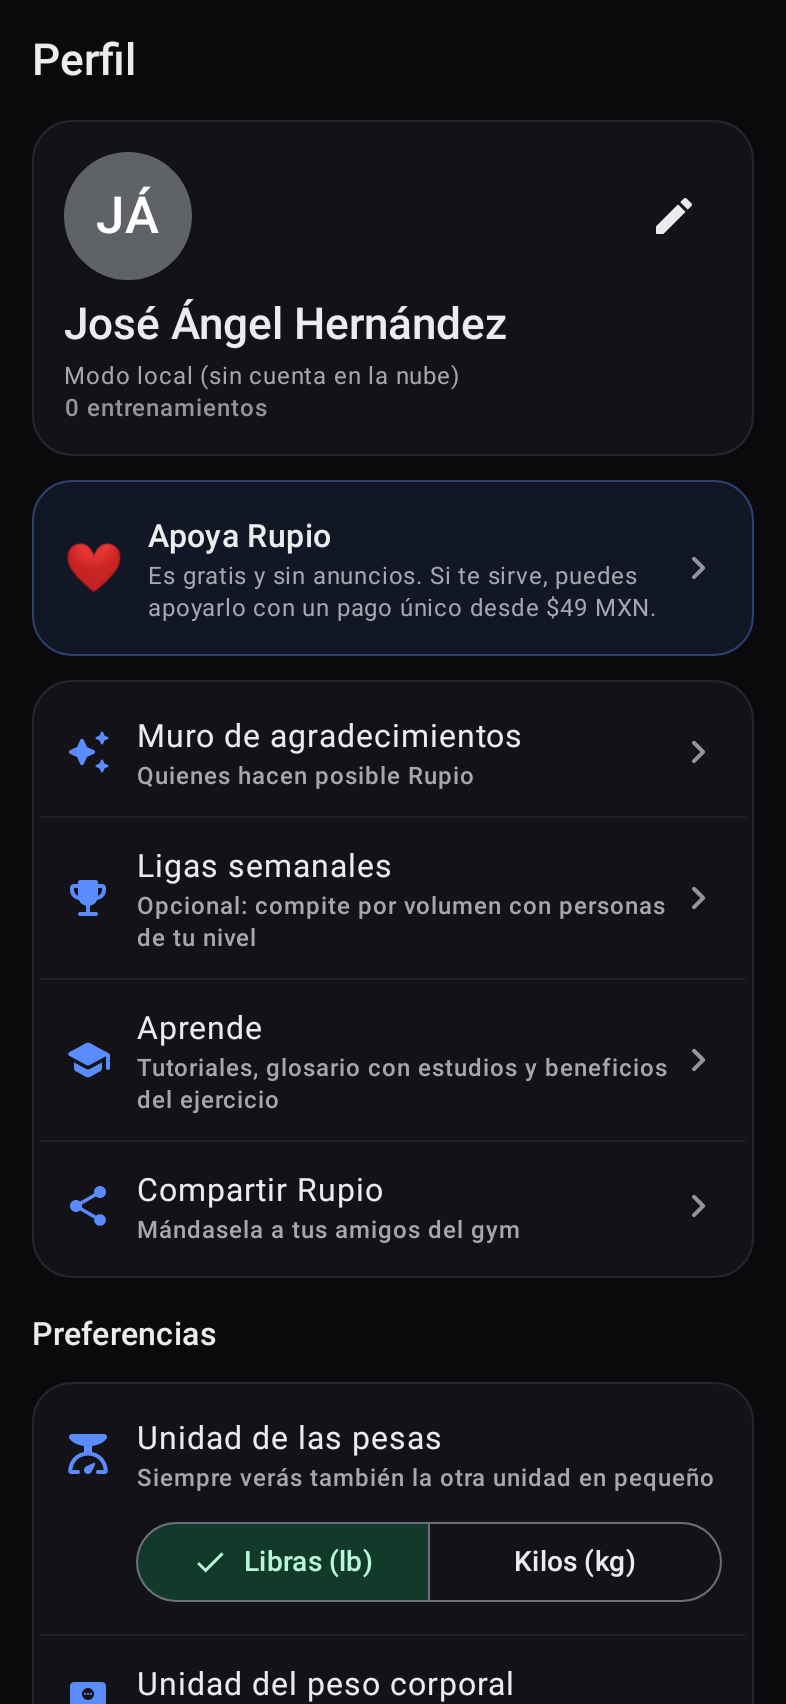 Perfil
JÁ
José Ángel Hernández
Modo local (sin cuenta en la nube)
0 entrenamientos
Apoya Rupio
Es gratis y sin anuncios. Si te sirve, puedes
apoyarlo con un pago único desde $49 MXN.
Muro de agradecimientos
Quienes hacen posible Rupio
Ligas semanales
Opcional: compite por volumen con personas
de tu nivel
Aprende
Tutoriales, glosario con estudios y beneficios
del ejercicio
Compartir Rupio
Mándasela a tus amigos del gym
Preferencias
Unidad de las pesas
Siempre verás también la otra unidad en pequeño
Libras (lb)
Kilos (kg)
Unidad del peso corporal